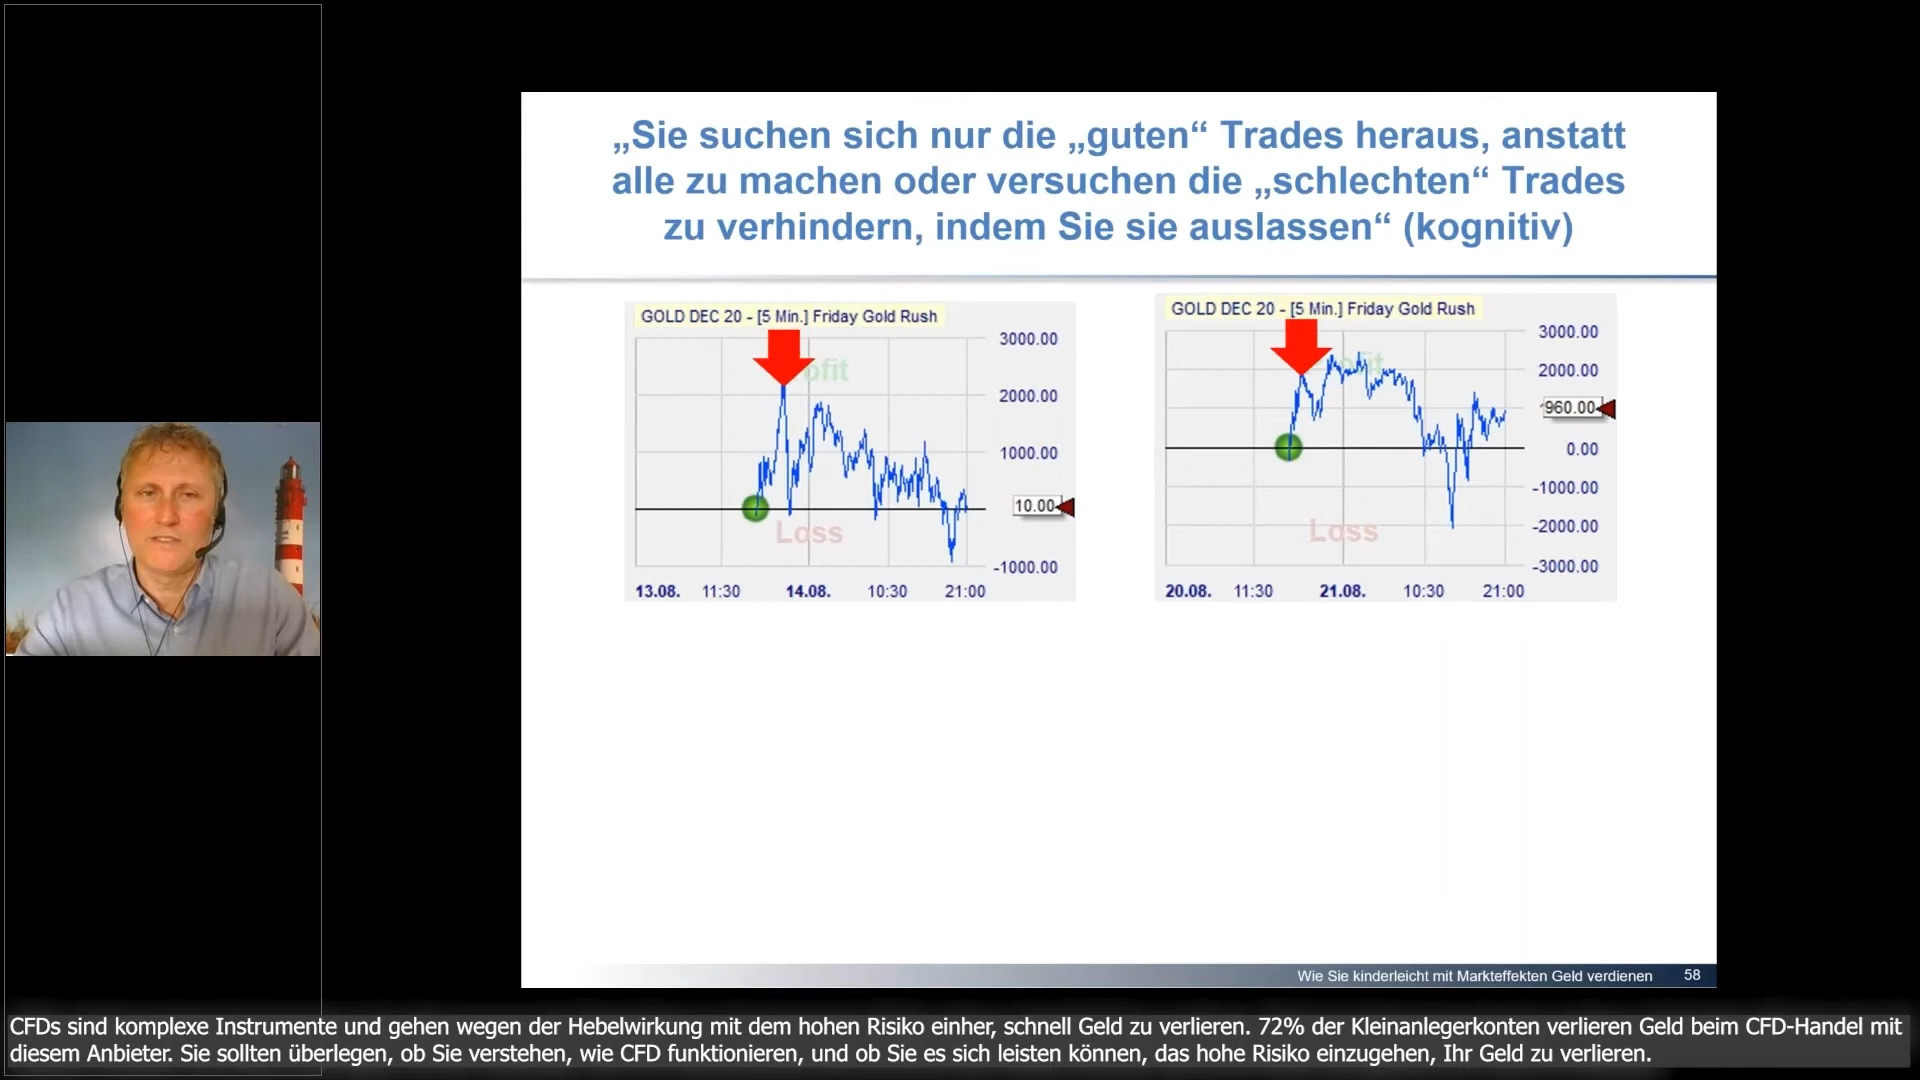 „Sie suchen sich nur die „guten“ Trades heraus, anstatt
alle zu machen oder versuchen die „schlechten“ Trades
zu verhindern, indem Sie sie auslassen“ (kognitiv)
GOLD DEC 20 - [5 Min.] Friday Gold Rush
3000.00
ofit
2000.00
1000.00
10.00
Loss
-1000.00
13.08. 11:30 14.08. 10:30 21:00
GOLD DEC 20 - [5 Min.] Friday Gold Rush
3000.00
ofit
2000.00
960.00
0.00
-1000.00
-2000.00
Loss
-3000.00
20.08. 11:30 21.08. 10:30 21:00
Wie Sie kinderleicht mit Markteffekten Geld verdienen 58
CFDs sind komplexe Instrumente und gehen wegen der Hebelwirkung mit dem hohen Risiko einher, schnell Geld zu verlieren. 72% der Kleinanlegerkonten verlieren Geld beim CFD-Handel mit
diesem Anbieter. Sie sollten überlegen, ob Sie verstehen, wie CFD funktionieren, und ob Sie es sich leisten können, das hohe Risiko einzugehen, Ihr Geld zu verlieren.